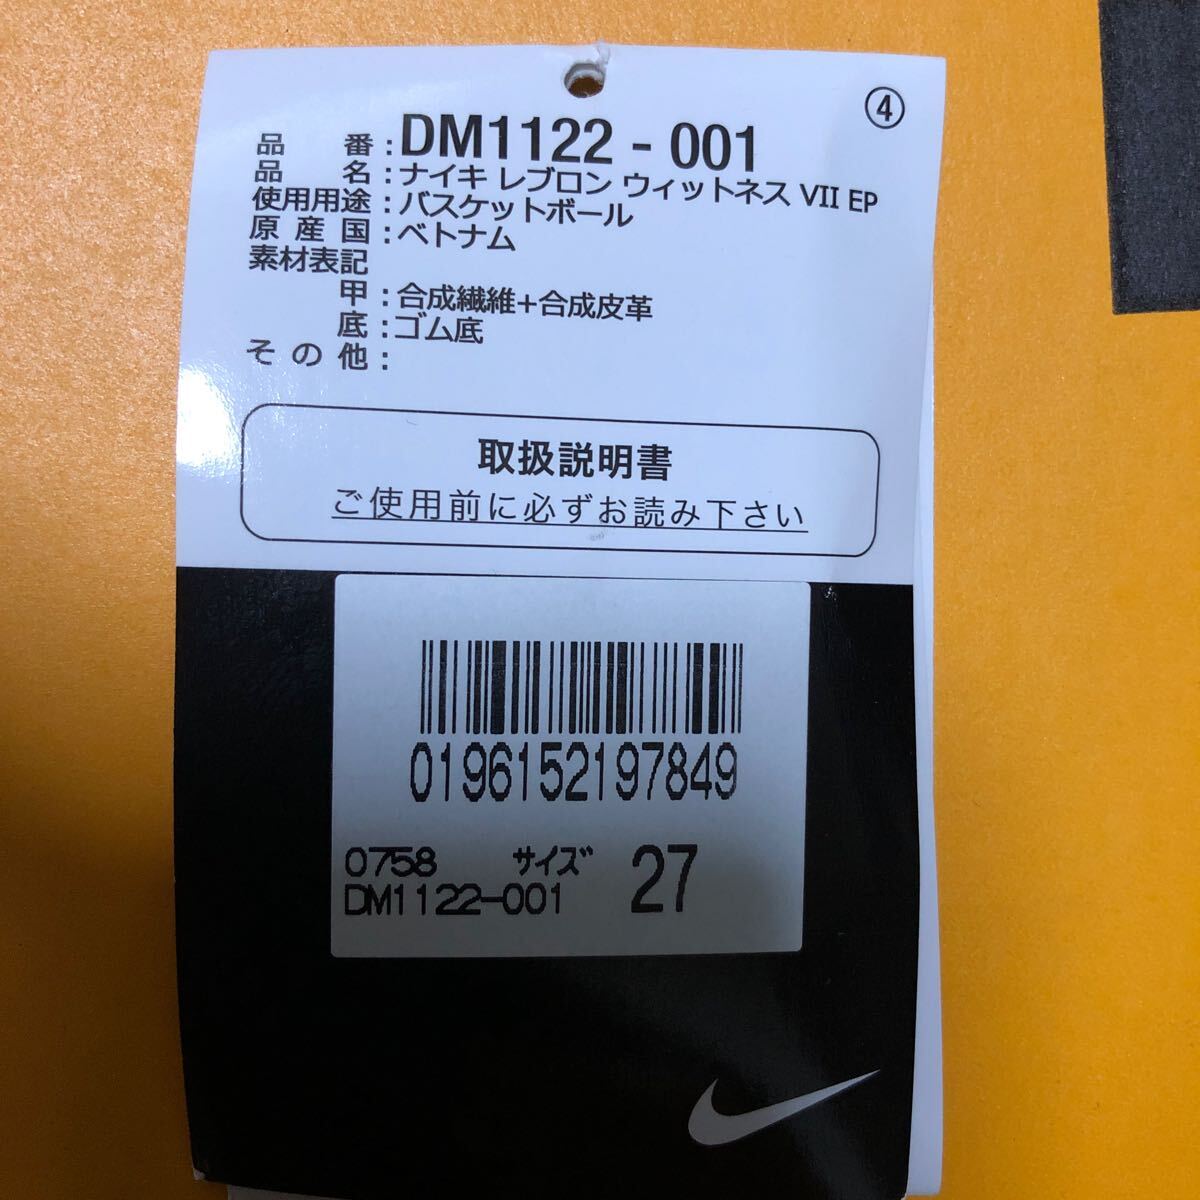 ④
品番:DM1122-001
品名:ナイキ レブロン ウィットネス VII EP
使用用途:バスケットボール
原産国:ベトナム
素材表記
甲:合成繊維+合成皮革
底:ゴム底
その他:
取扱説明書
ご使用前に必ずお読み下さい
0196152197849
0758 サイズ 27
DM1122-001